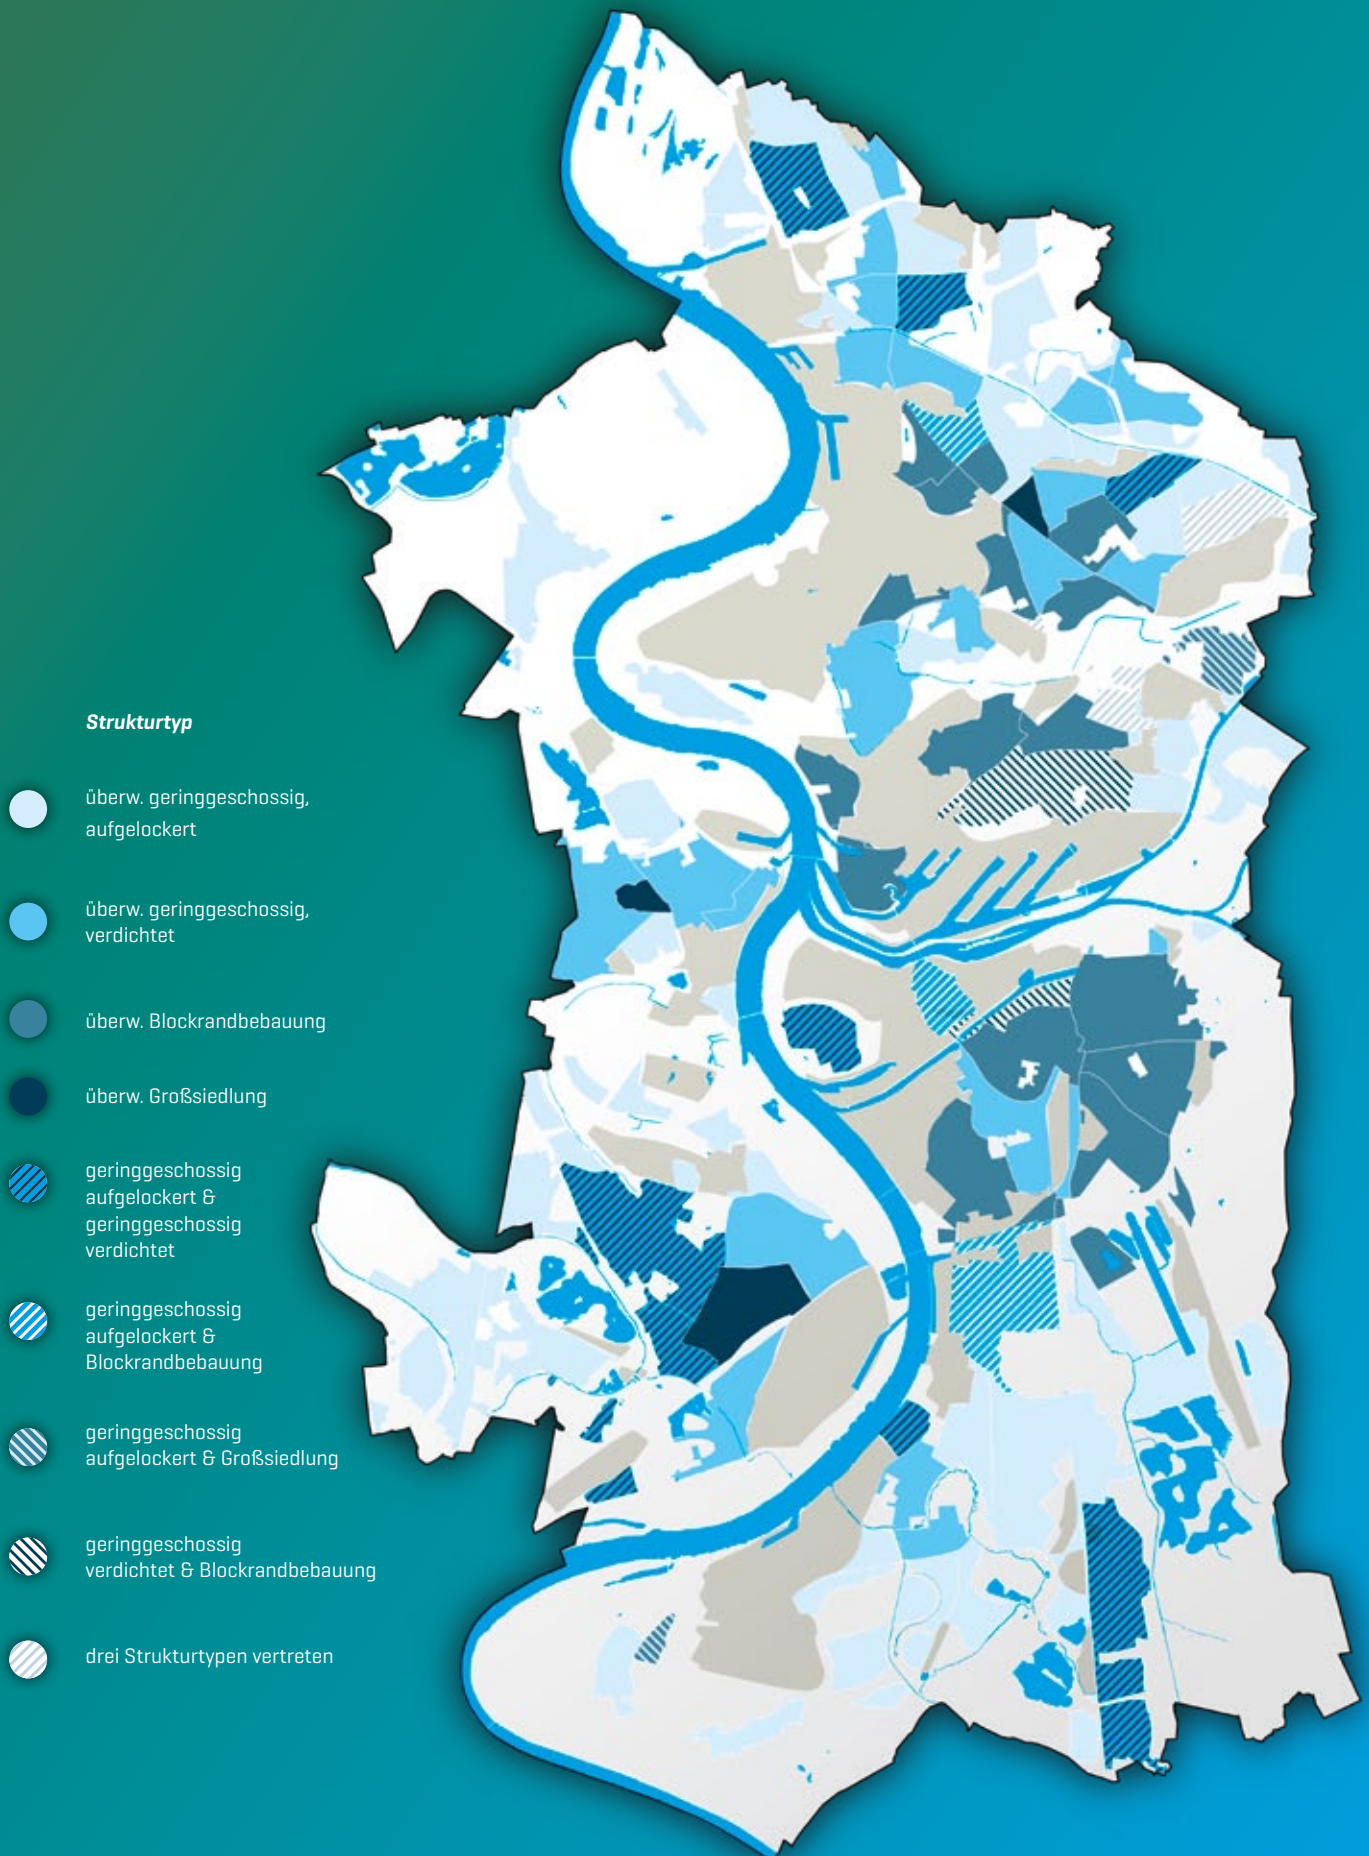 Strukturtyp
überw. geringgeschossig,
aufgelockert
überw. geringgeschossig,
verdichtet
überw. Blockrandbebauung
überw. Großsiedlung
geringgeschossig
aufgelockert &
geringgeschossig
verdichtet
geringgeschossig
aufgelockert &
Blockrandbebauung
geringgeschossig
aufgelockert & Großsiedlung
geringgeschossig
verdichtet & Blockrandbebauung
drei Strukturtypen vertreten